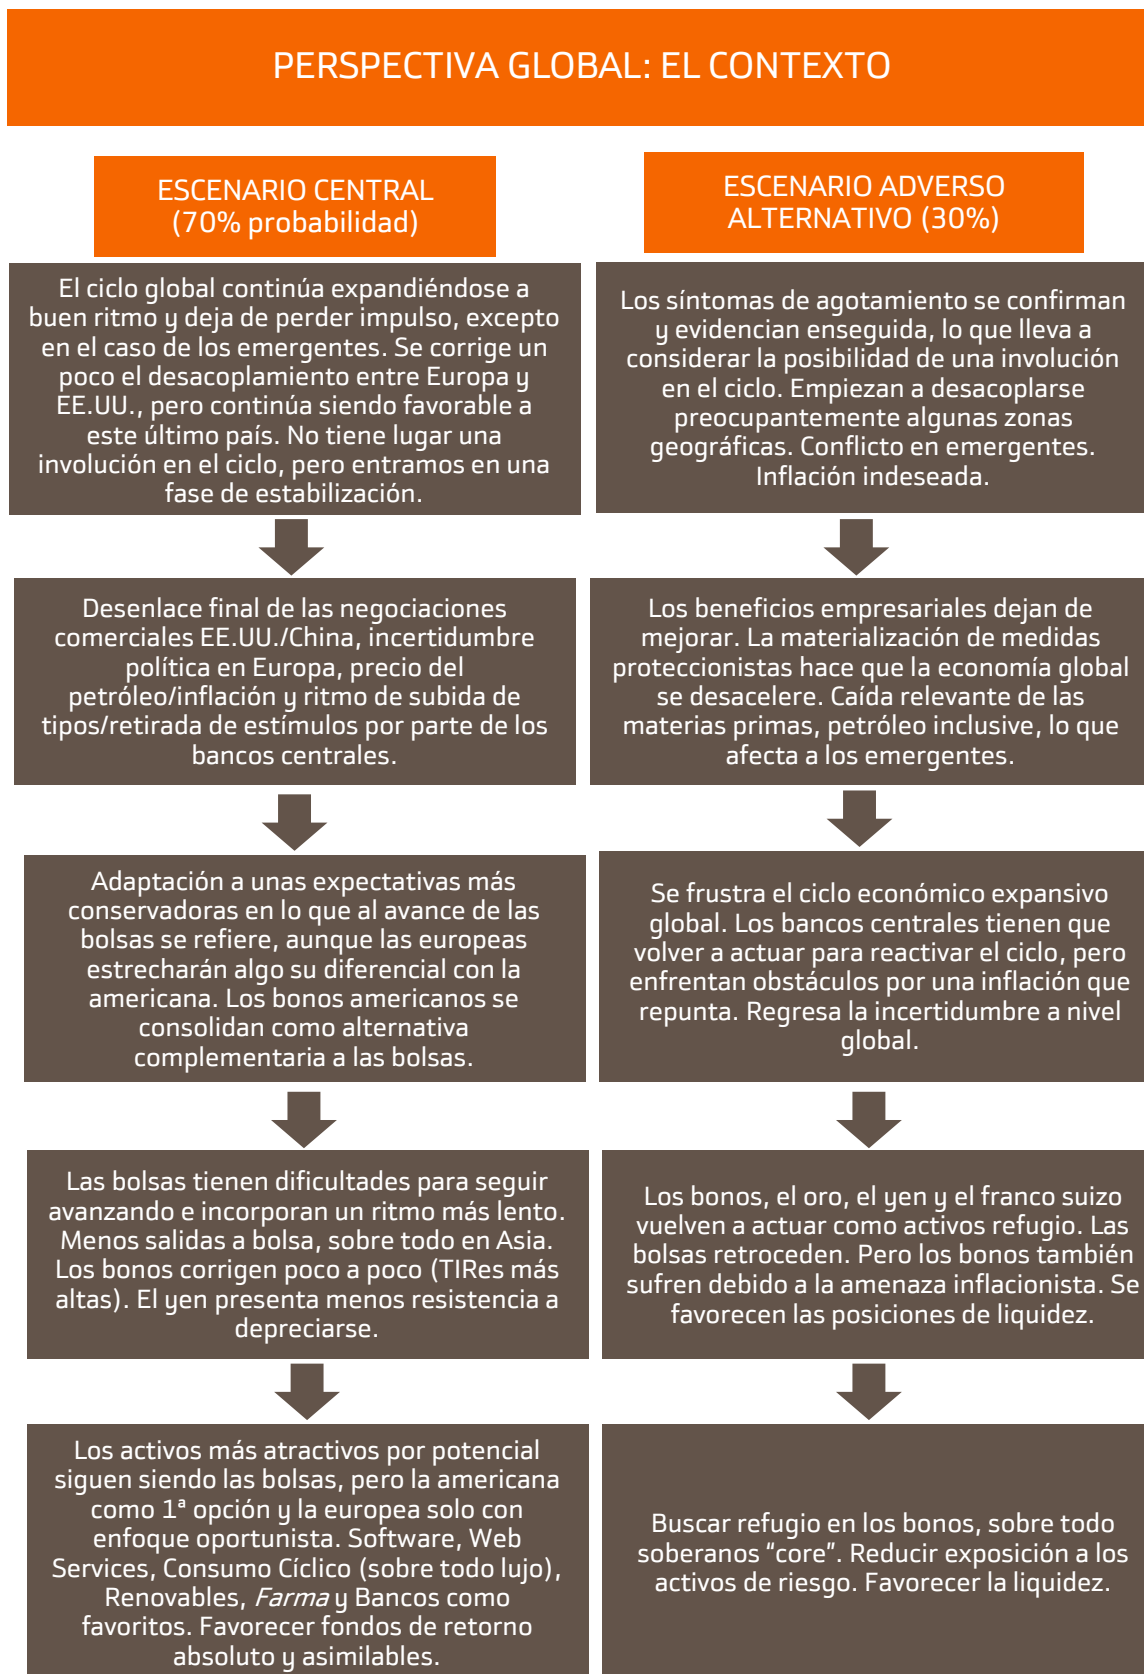 PERSPECTIVA GLOBAL: EL CONTEXTO
ESCENARIO CENTRAL
(70% probabilidad)
El ciclo global continúa expandiéndose a
buen ritmo y deja de perder impulso, excepto
en el caso de los emergentes. Se corrige un
poco el desacoplamiento entre Europa y
EE.UU., pero continúa siendo favorable a
este último país. No tiene lugar una
involución en el ciclo, pero entramos en una
fase de estabilización.
Desenlace final de las negociaciones
comerciales EE.UU./China, incertidumbre
política en Europa, precio del
petróleo/inflación y ritmo de subida de
tipos/retirada de estímulos por parte de los
bancos centrales.
Adaptación a unas expectativas más
conservadoras en lo que al avance de las
bolsas se refiere, aunque las europeas
estrecharán algo su diferencial con la
americana. Los bonos americanos se
consolidan como alternativa
complementaria a las bolsas.
Las bolsas tienen dificultades para seguir
avanzando e incorporan un ritmo más lento.
Menos salidas a bolsa, sobre todo en Asia.
Los bonos corrigen poco a poco (TIRes más
altas). El yen presenta menos resistencia a
depreciarse.
Los activos más atractivos por potencial
siguen siendo las bolsas, pero la americana
como 1ª opción y la europea solo con
enfoque oportunista. Software, Web
Services, Consumo Cíclico (sobre todo lujo),
Renovables, Farma y Bancos como
favoritos. Favorecer fondos de retorno
absoluto y asimilables.
ESCENARIO ADVERSO
ALTERNATIVO (30%)
Los síntomas de agotamiento se confirman
y evidencian enseguida, lo que lleva a
considerar la posibilidad de una involución
en el ciclo. Empiezan a desacoplarse
preocupantemente algunas zonas
geográficas. Conflicto en emergentes.
Inflación indeseada.
Los beneficios empresariales dejan de
mejorar. La materialización de medidas
proteccionistas hace que la economía global
se desacelere. Caída relevante de las
materias primas, petróleo inclusive, lo que
afecta a los emergentes.
Se frustra el ciclo económico expansivo
global. Los bancos centrales tienen que
volver a actuar para reactivar el ciclo, pero
enfrentan obstáculos por una inflación que
repunta. Regresa la incertidumbre a nivel
global.
Los bonos, el oro, el yen y el franco suizo
vuelven a actuar como activos refugio. Las
bolsas retroceden. Pero los bonos también
sufren debido a la amenaza inflacionista. Se
favorecen las posiciones de liquidez.
Buscar refugio en los bonos, sobre todo
soberanos “core”. Reducir exposición a los
activos de riesgo. Favorecer la liquidez.